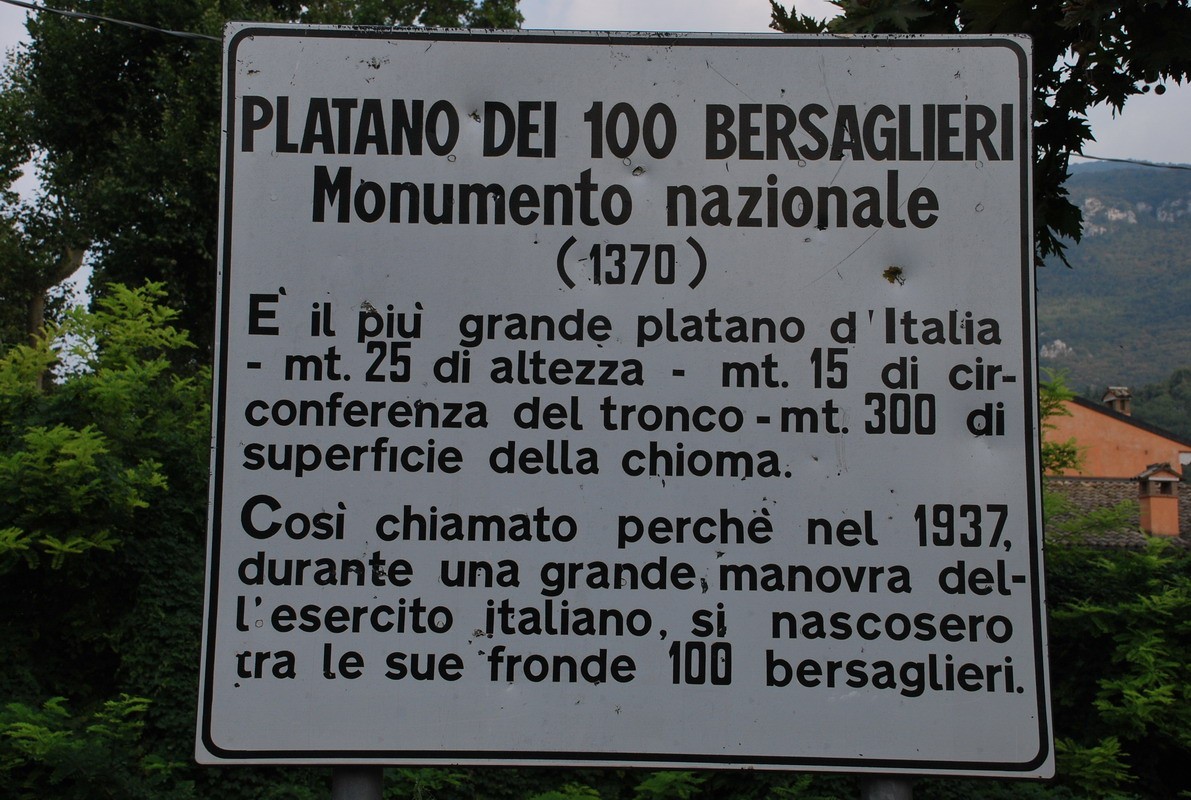 PLATANO DEI 100 BERSAGLIERI
Monumento nazionale
(1370)
E' il più grande platano d'Italia
- mt. 25 di altezza - mt. 15 di cir-
conferenza del tronco - mt. 300 di
superficie della chioma.
Così chiamato perchè nel 1937,
durante una grande, manovra del-
l'esercito italiano, si nascosero
tra le sue fronde 100 bersaglieri.